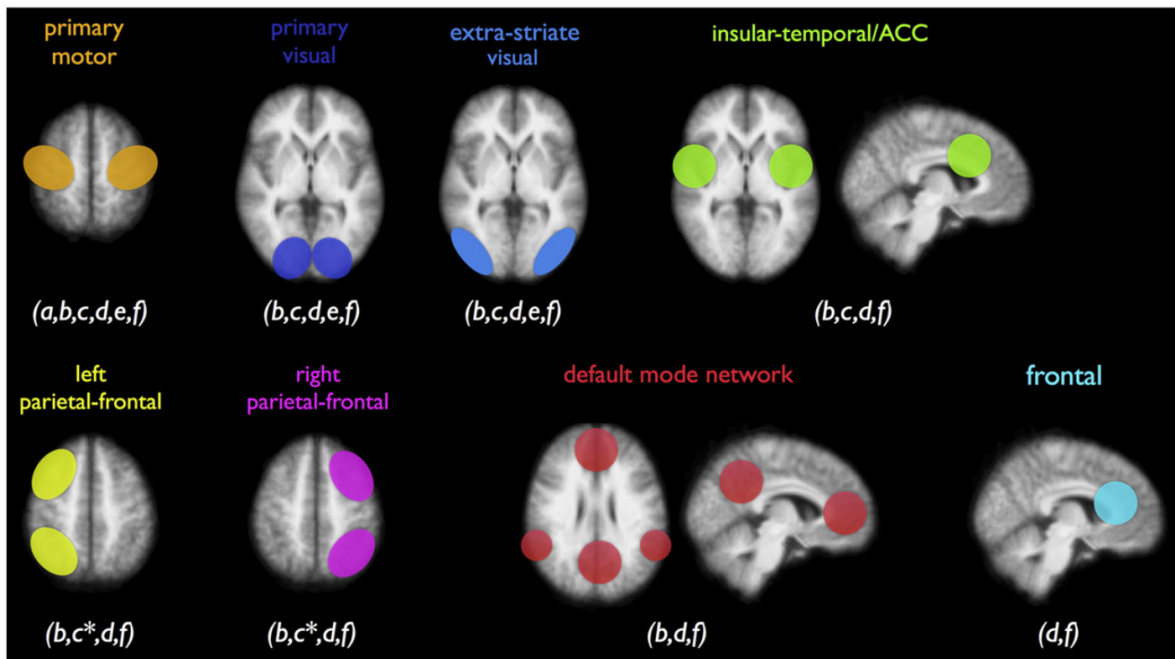 primary
motor
primary
visual
extra-striate
visual
insular-temporal/ACC
(a,b,c,d,e,f)
(b,c,d,e,f)
(b,c,d,e,f)
(b,c,d,f)
left
parietal-frontal
right
parietal-frontal
default mode network
frontal
(b,c*,d,f)
(b,c*,d,f)
(b,d,f)
(d,f)